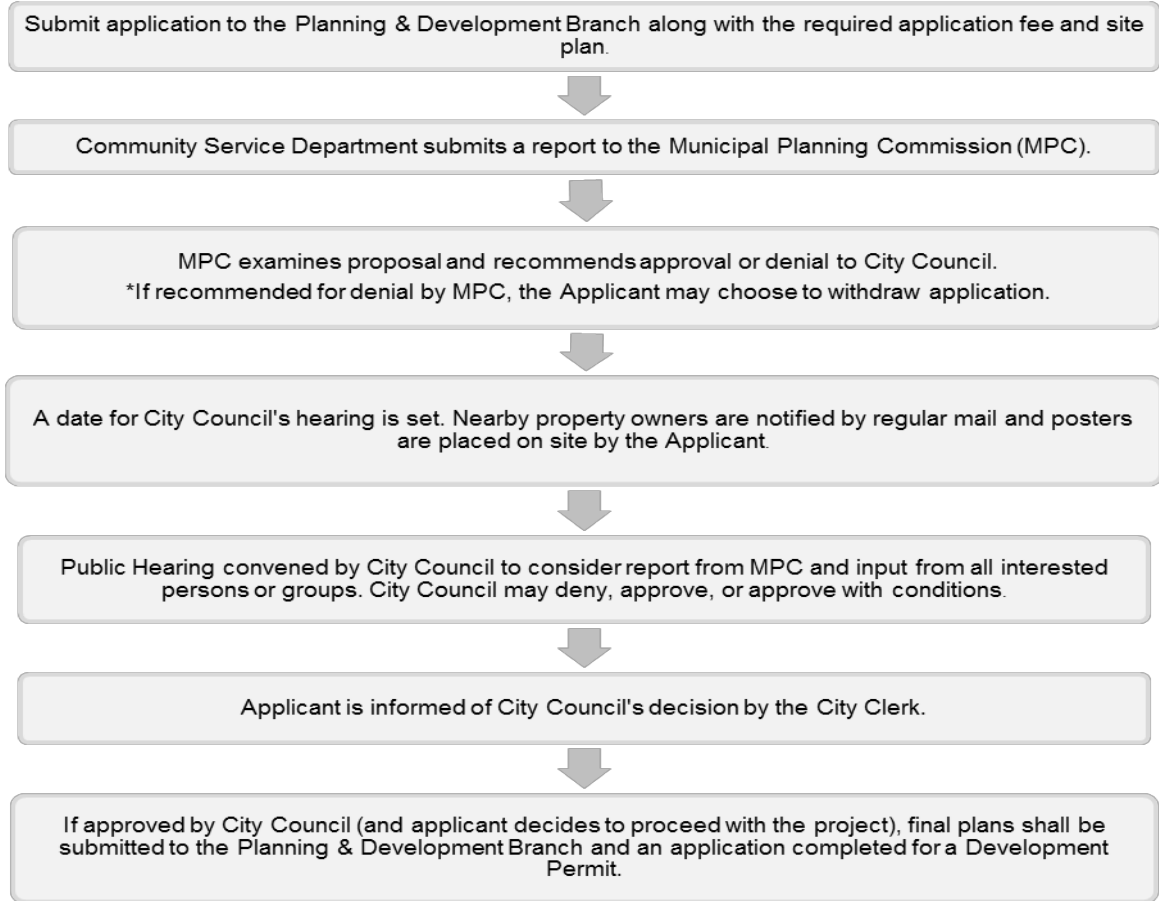 Submit application to the Planning & Development Branch along with the required application fee and site
plan.
Community Service Department submits a report to the Municipal Planning Commission (MPC).
MPC examines proposal and recommends approval or denial to City Council.
*If recommended for denial by MPC, the Applicant may choose to withdraw application.
A date for City Council's hearing is set. Nearby property owners are notified by regular mail and posters
are placed on site by the Applicant.
Public Hearing convened by City Council to consider report from MPC and input from all interested
persons or groups. City Council may deny, approve, or approve with conditions.
Applicant is informed of City Council's decision by the City Clerk.
If approved by City Council (and applicant decides to proceed with the project), final plans shall be
submitted to the Planning & Development Branch and an application completed for a Development
Permit.